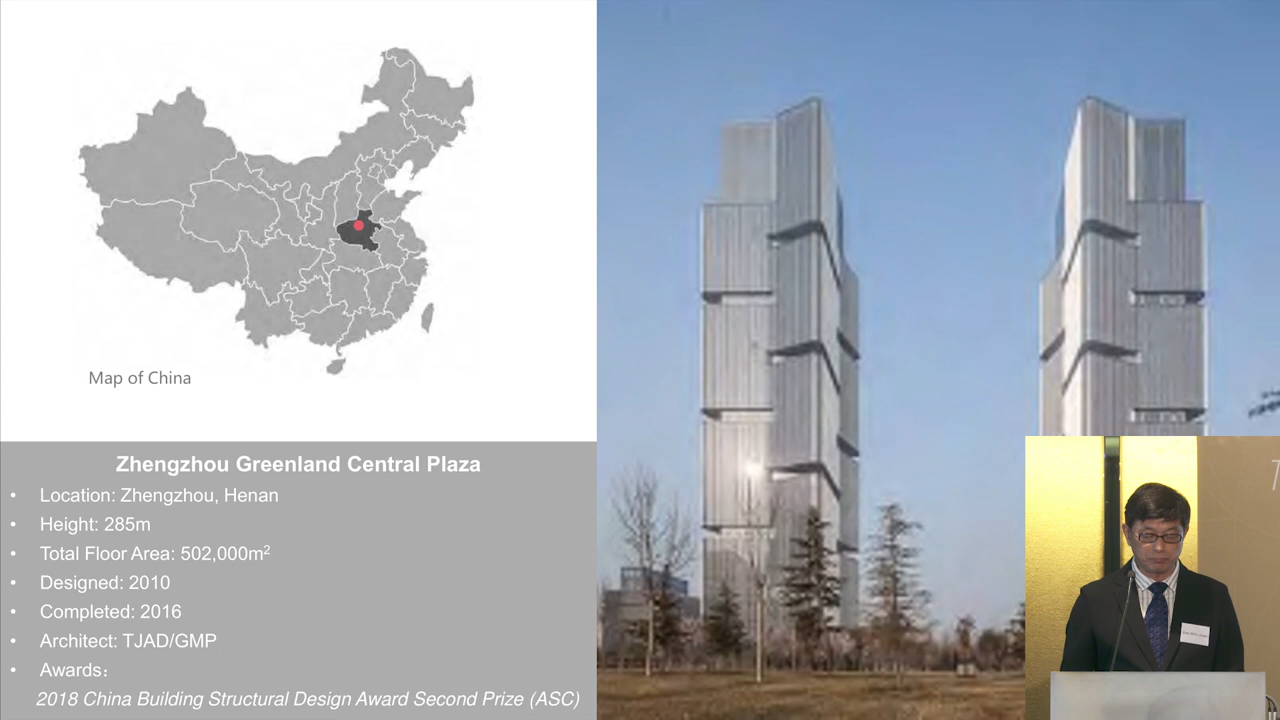 Map of China
Zhengzhou Greenland Central Plaza
• Location: Zhengzhou, Henan
• Height: 285m
• Total Floor Area: 502,000m²
• Designed: 2010
• Completed: 2016
• Architect: TJAD/GMP
• Awards：
2018 China Building Structural Design Award Second Prize (ASC)